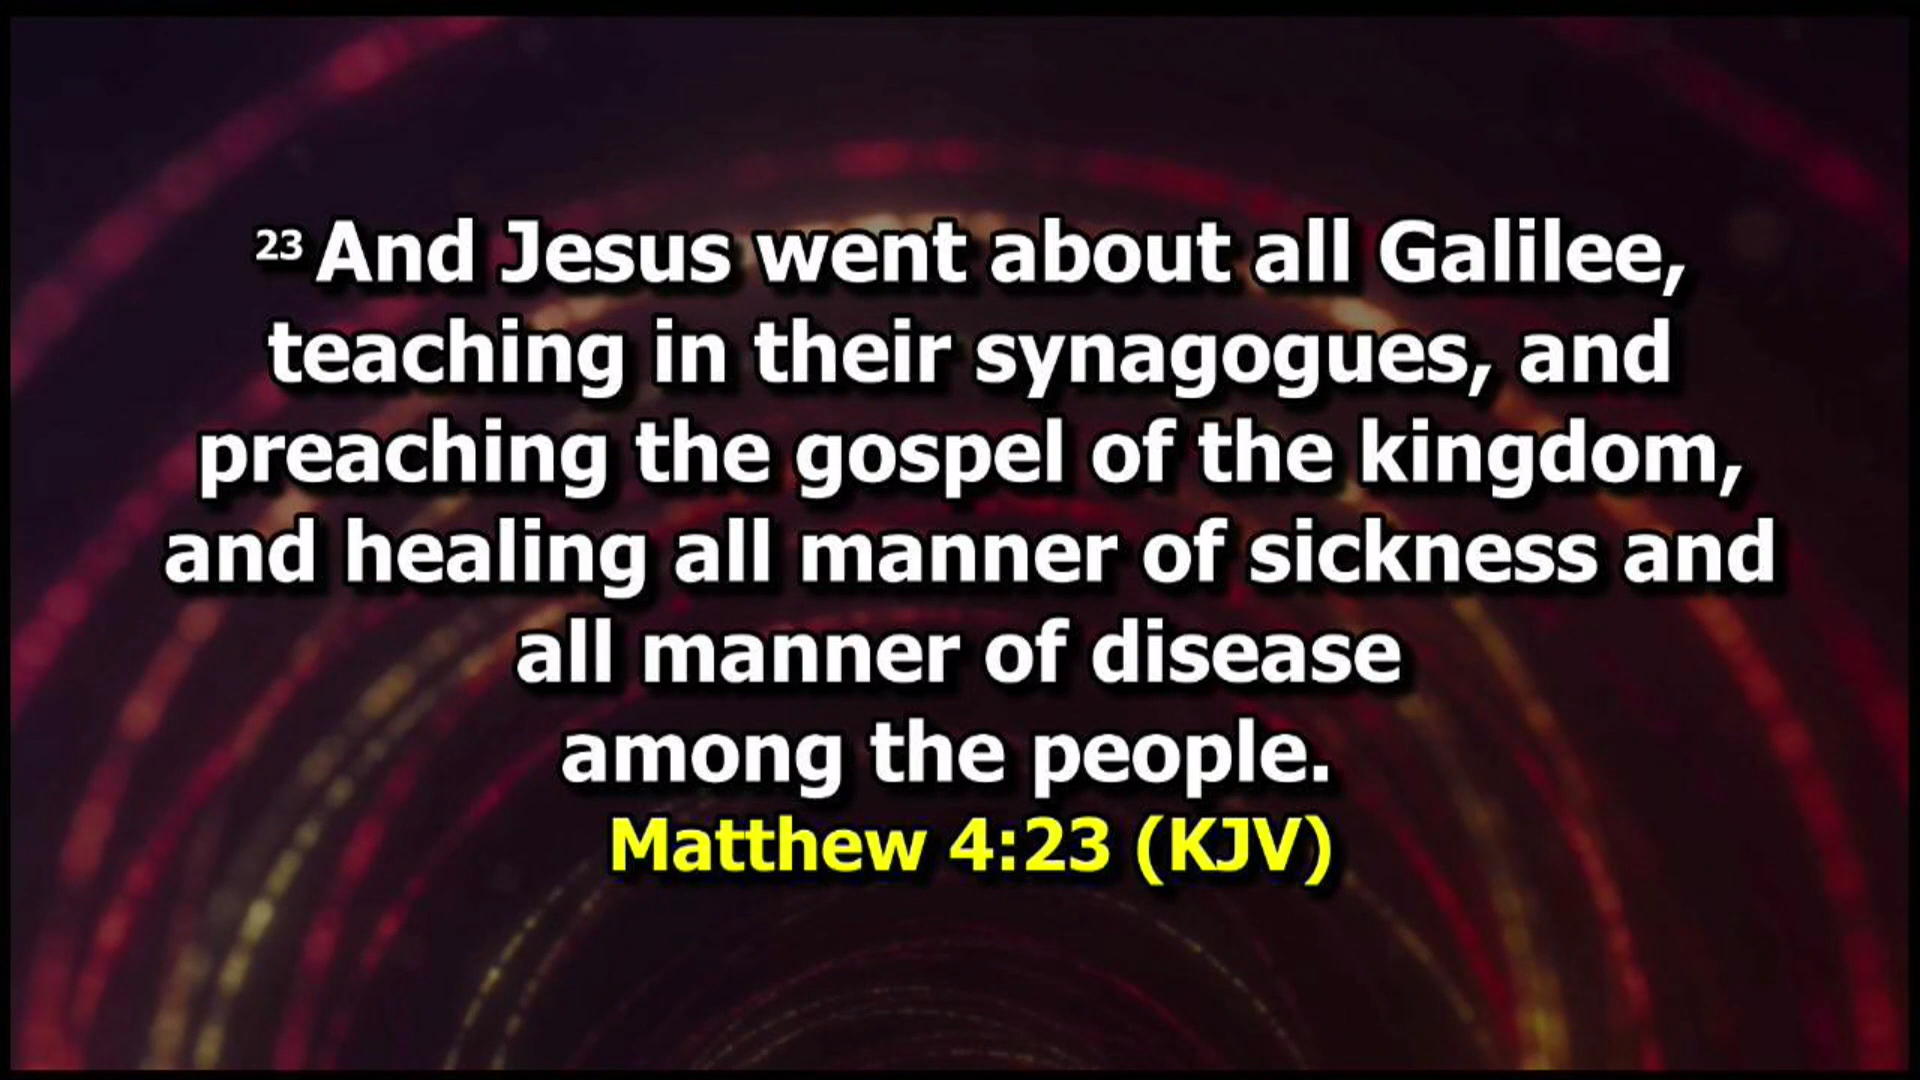 23 And Jesus went about all Galilee,
teaching in their synagogues, and
preaching the gospel of the kingdom,
and healing all manner of sickness and
all manner of disease
among the people.
Matthew 4:23 (KJV)